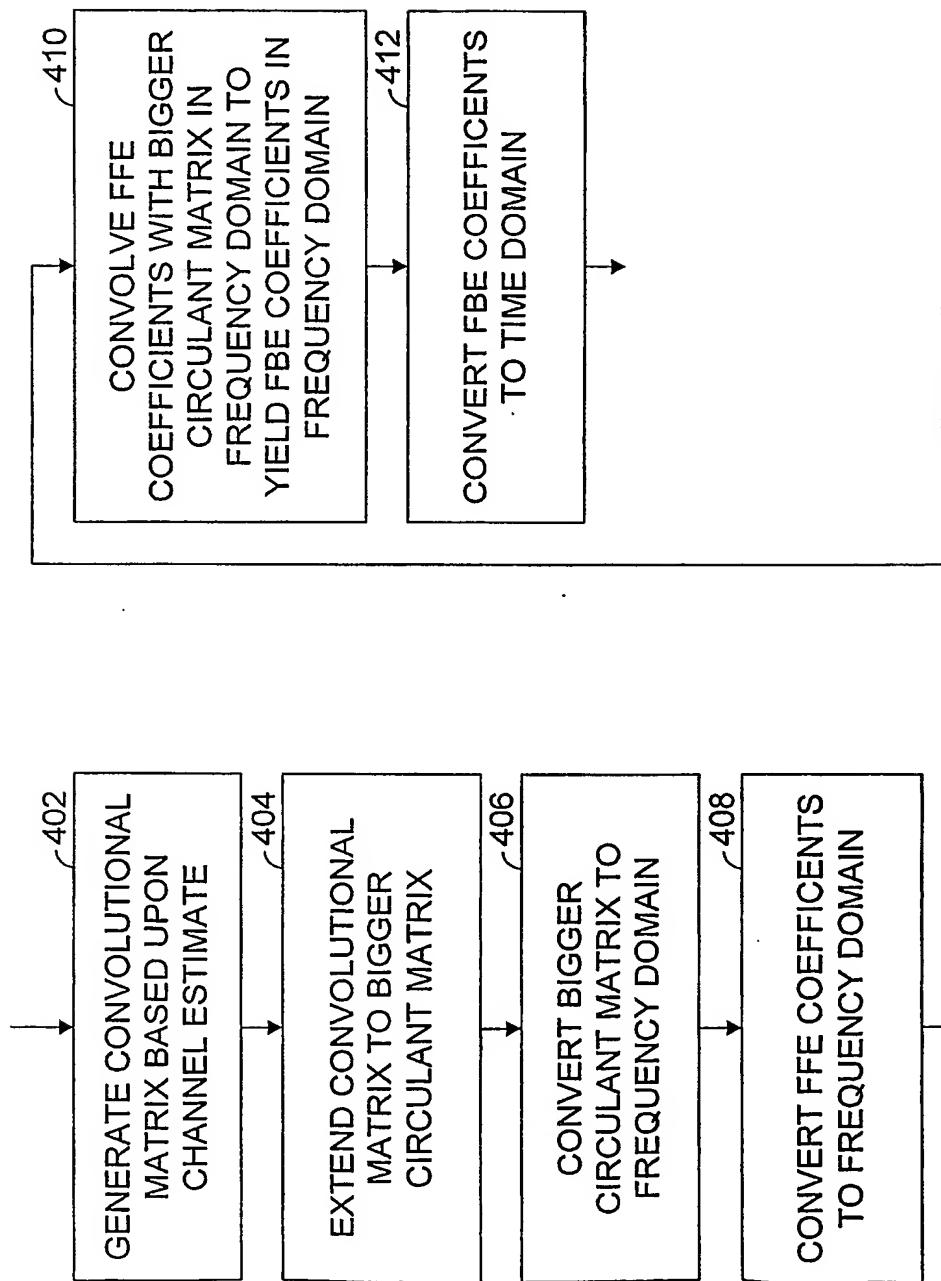 402
GENERATE CONVOLUTIONAL
MATRIX BASED UPON
CHANNEL ESTIMATE
404
EXTEND CONVOLUTIONAL
MATRIX TO BIGGER
CIRCULANT MATRIX
406
CONVERT BIGGER
CIRCULANT MATRIX TO
FREQUENCY DOMAIN
408
CONVERT FFE COEFFICENTS
TO FREQUENCY DOMAIN
410
CONVOLVE FFE
COEFFICIENTS WITH BIGGER
CIRCULANT MATRIX IN
FREQUENCY DOMAIN TO
YIELD FBE COEFFICIENTS IN
FREQUENCY DOMAIN
412
CONVERT FBE COEFFICENTS
TO TIME DOMAIN